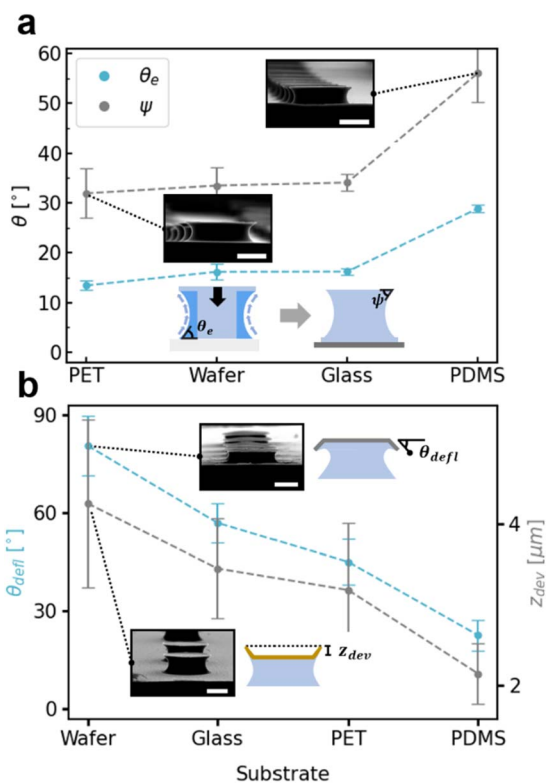 a
60
50
40
30
20
10
0
θ [°]
θe
ψ
θe
ψ
PET Wafer Glass PDMS
b
90
60
30
0
θdefl [°]
4
2
zdev [μm]
θdefl
zdev
Wafer Glass PET PDMS
Substrate